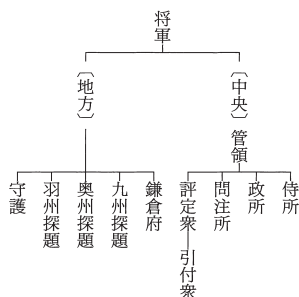 将軍
〔中央〕
管領
侍所
政所
問注所
評定衆
引付衆
〔地方〕
鎌倉府
九州探題
奥州探題
羽州探題
守護